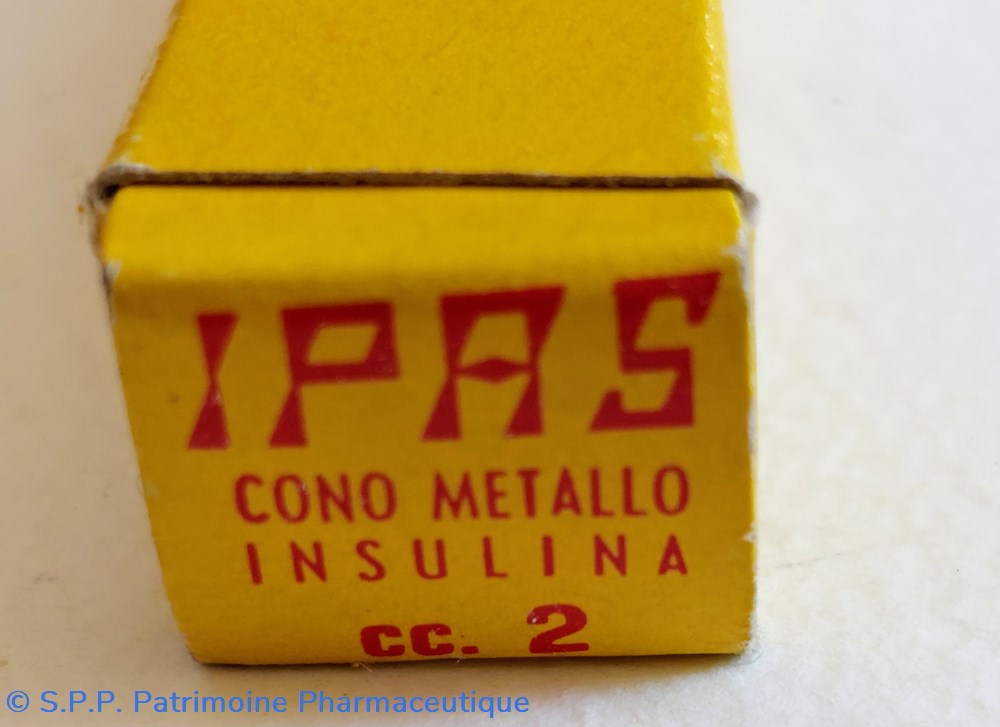 IPAS
CONO METALLO
INSULINA
cc. 2
© S.P.P. Patrimoine Pharmaceutique